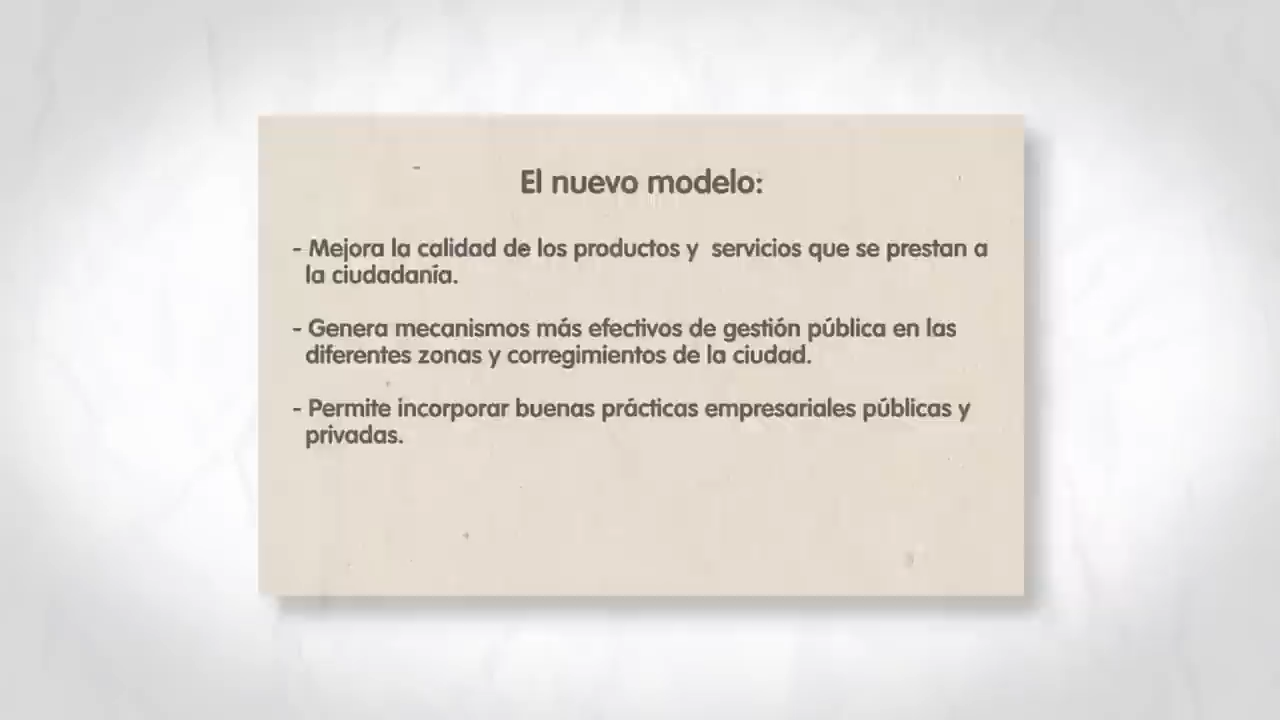 El nuevo modelo:
- Mejora la calidad de los productos y  servicios que se prestan a
la ciudadanía.
- Genera mecanismos más efectivos de gestión pública en las
diferentes zonas y corregimientos de la ciudad.
- Permite incorporar buenas prácticas empresariales públicas y
privadas.